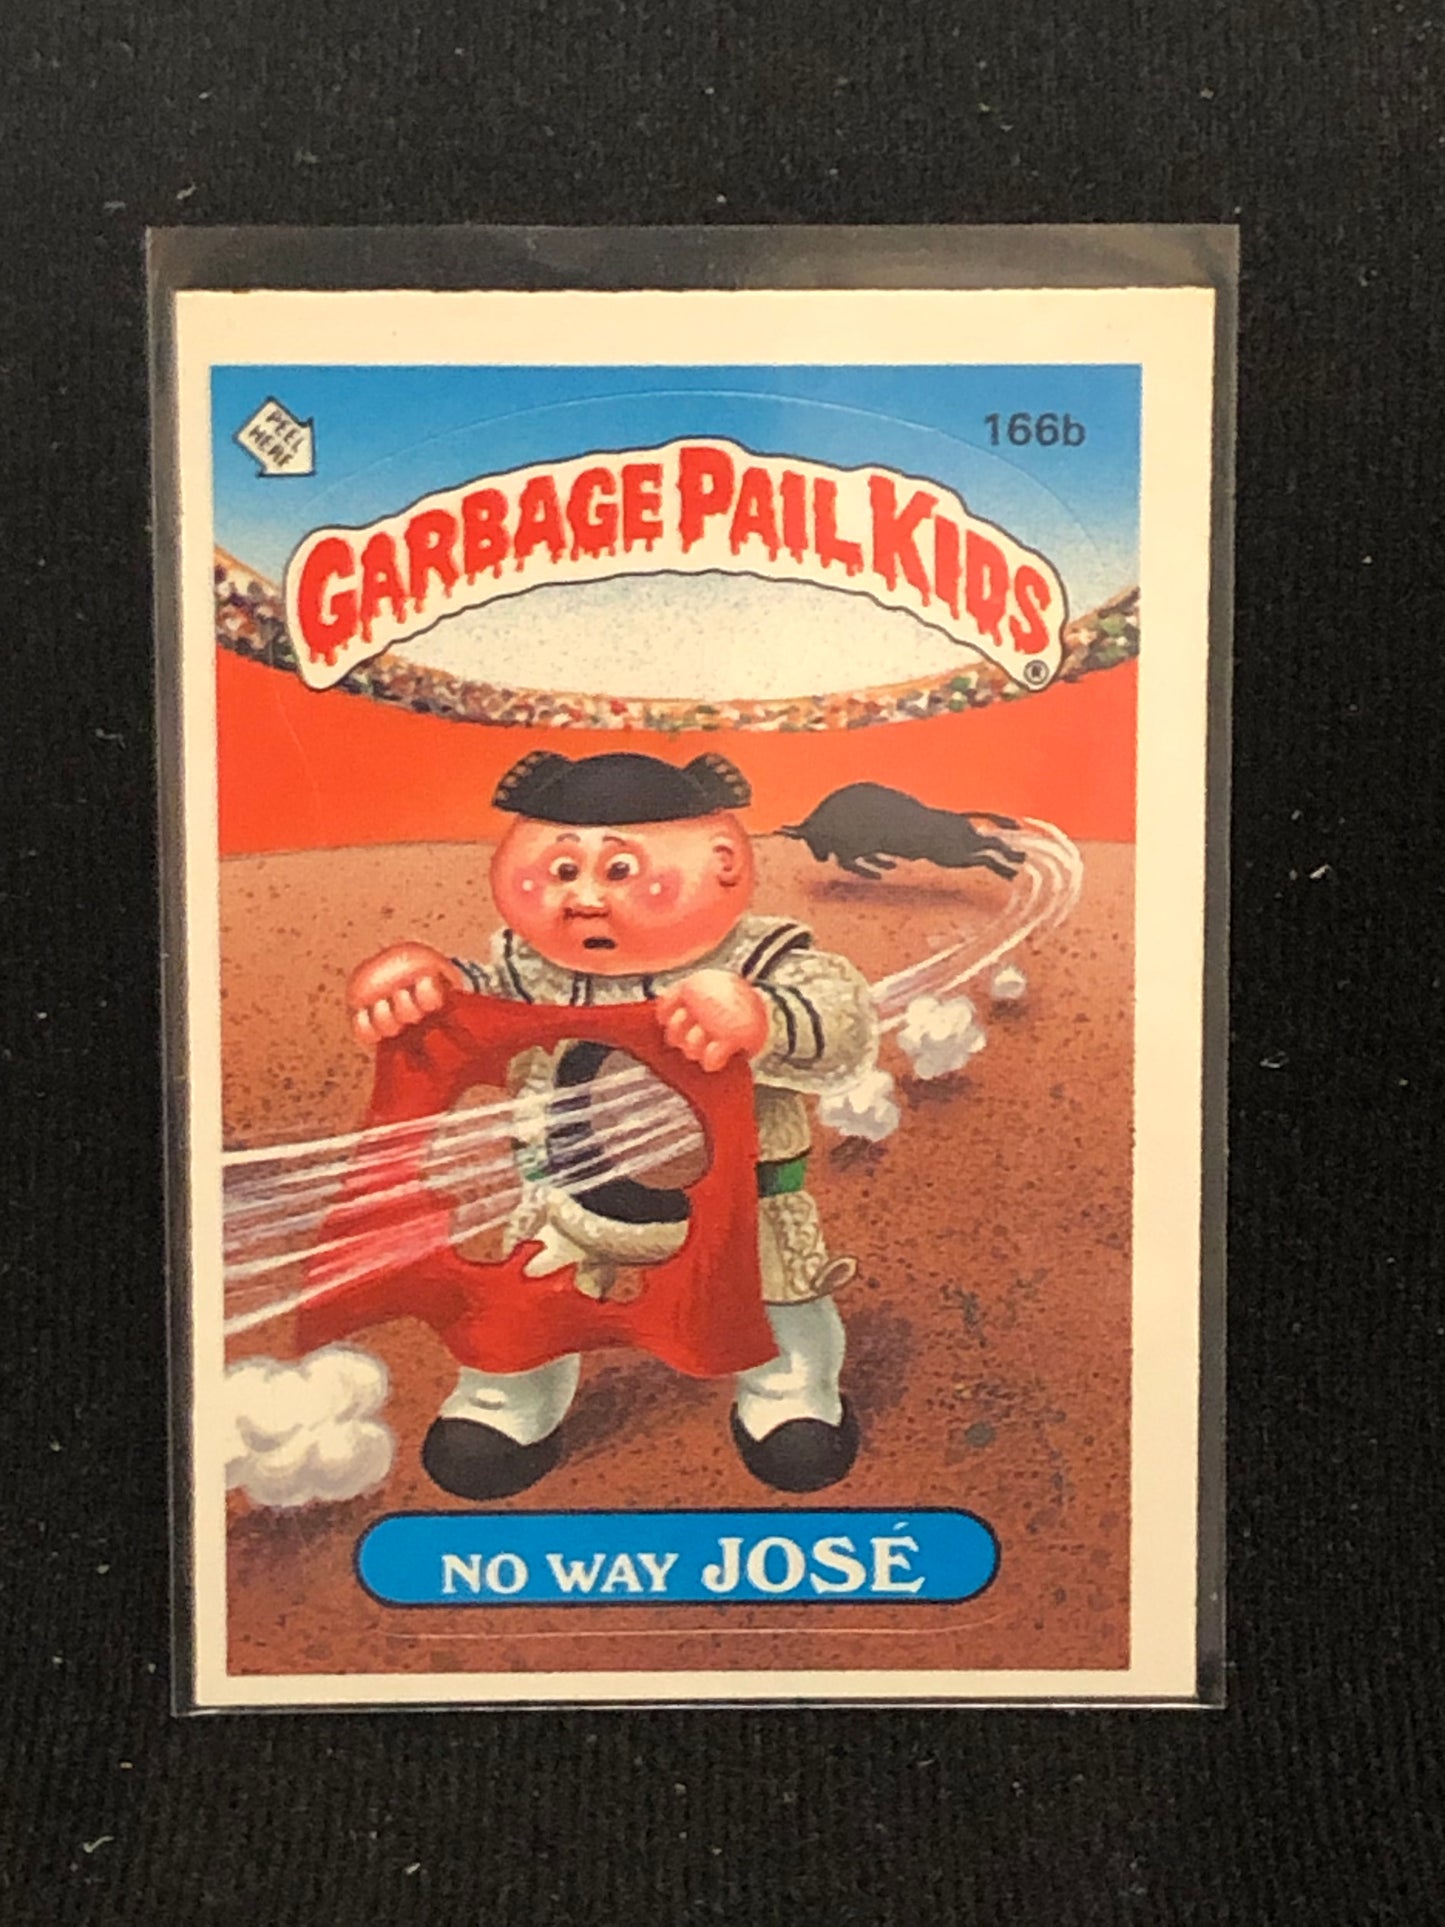 PEEL
HERE
166b
GARBAGE PAIL KIDS
®
NO WAY JOSÉ